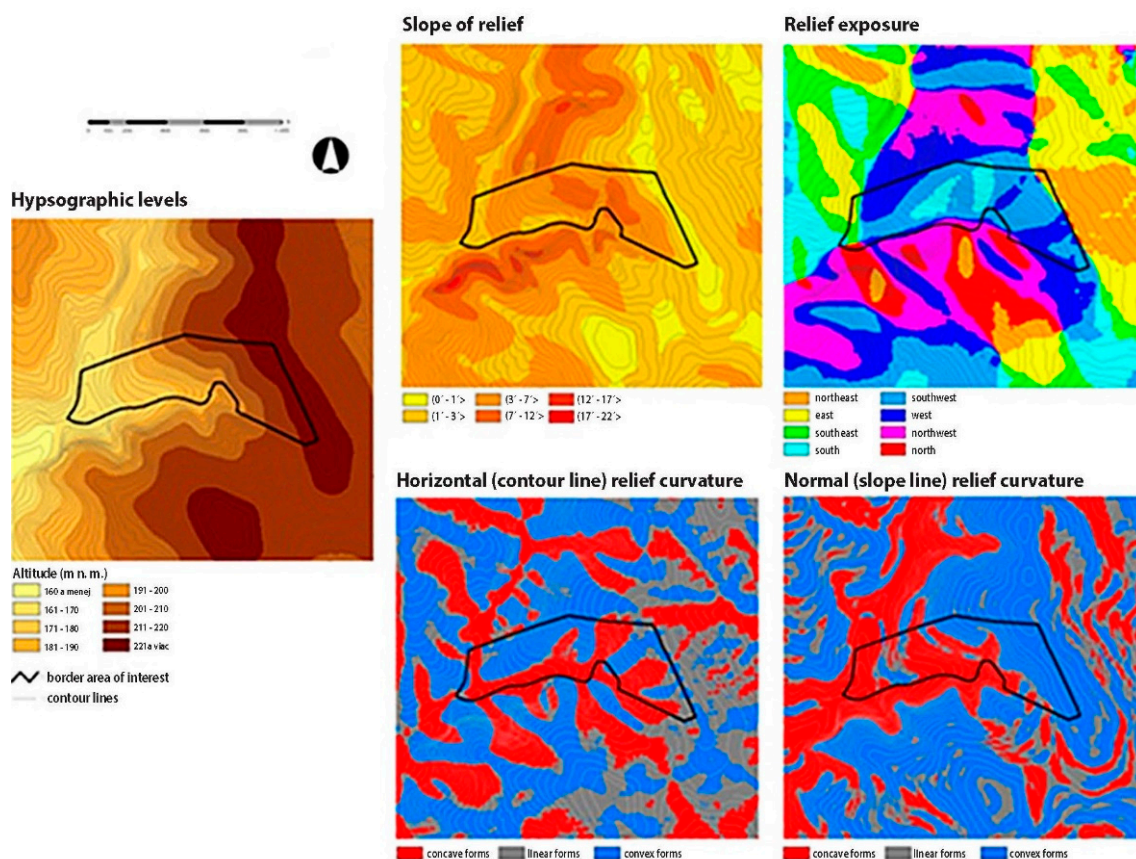 Slope of relief
Relief exposure
Hypsographic levels
(0´ - 1´>
(3´ - 7´>
(12´ - 17´>
(1´ - 3´>
(7´ - 12´>
(17´ - 22´>
northeast
southwest
east
west
southeast
northwest
south
north
Horizontal (contour line) relief curvature
Normal (slope line) relief curvature
Altitude (m n. m.)
160 a menej
191 - 200
161 - 170
201 - 210
171 - 180
211 - 220
181 - 190
221a viac
border area of interest
contour lines
concave forms
linear forms
convex forms
concave forms
linear forms
convex forms